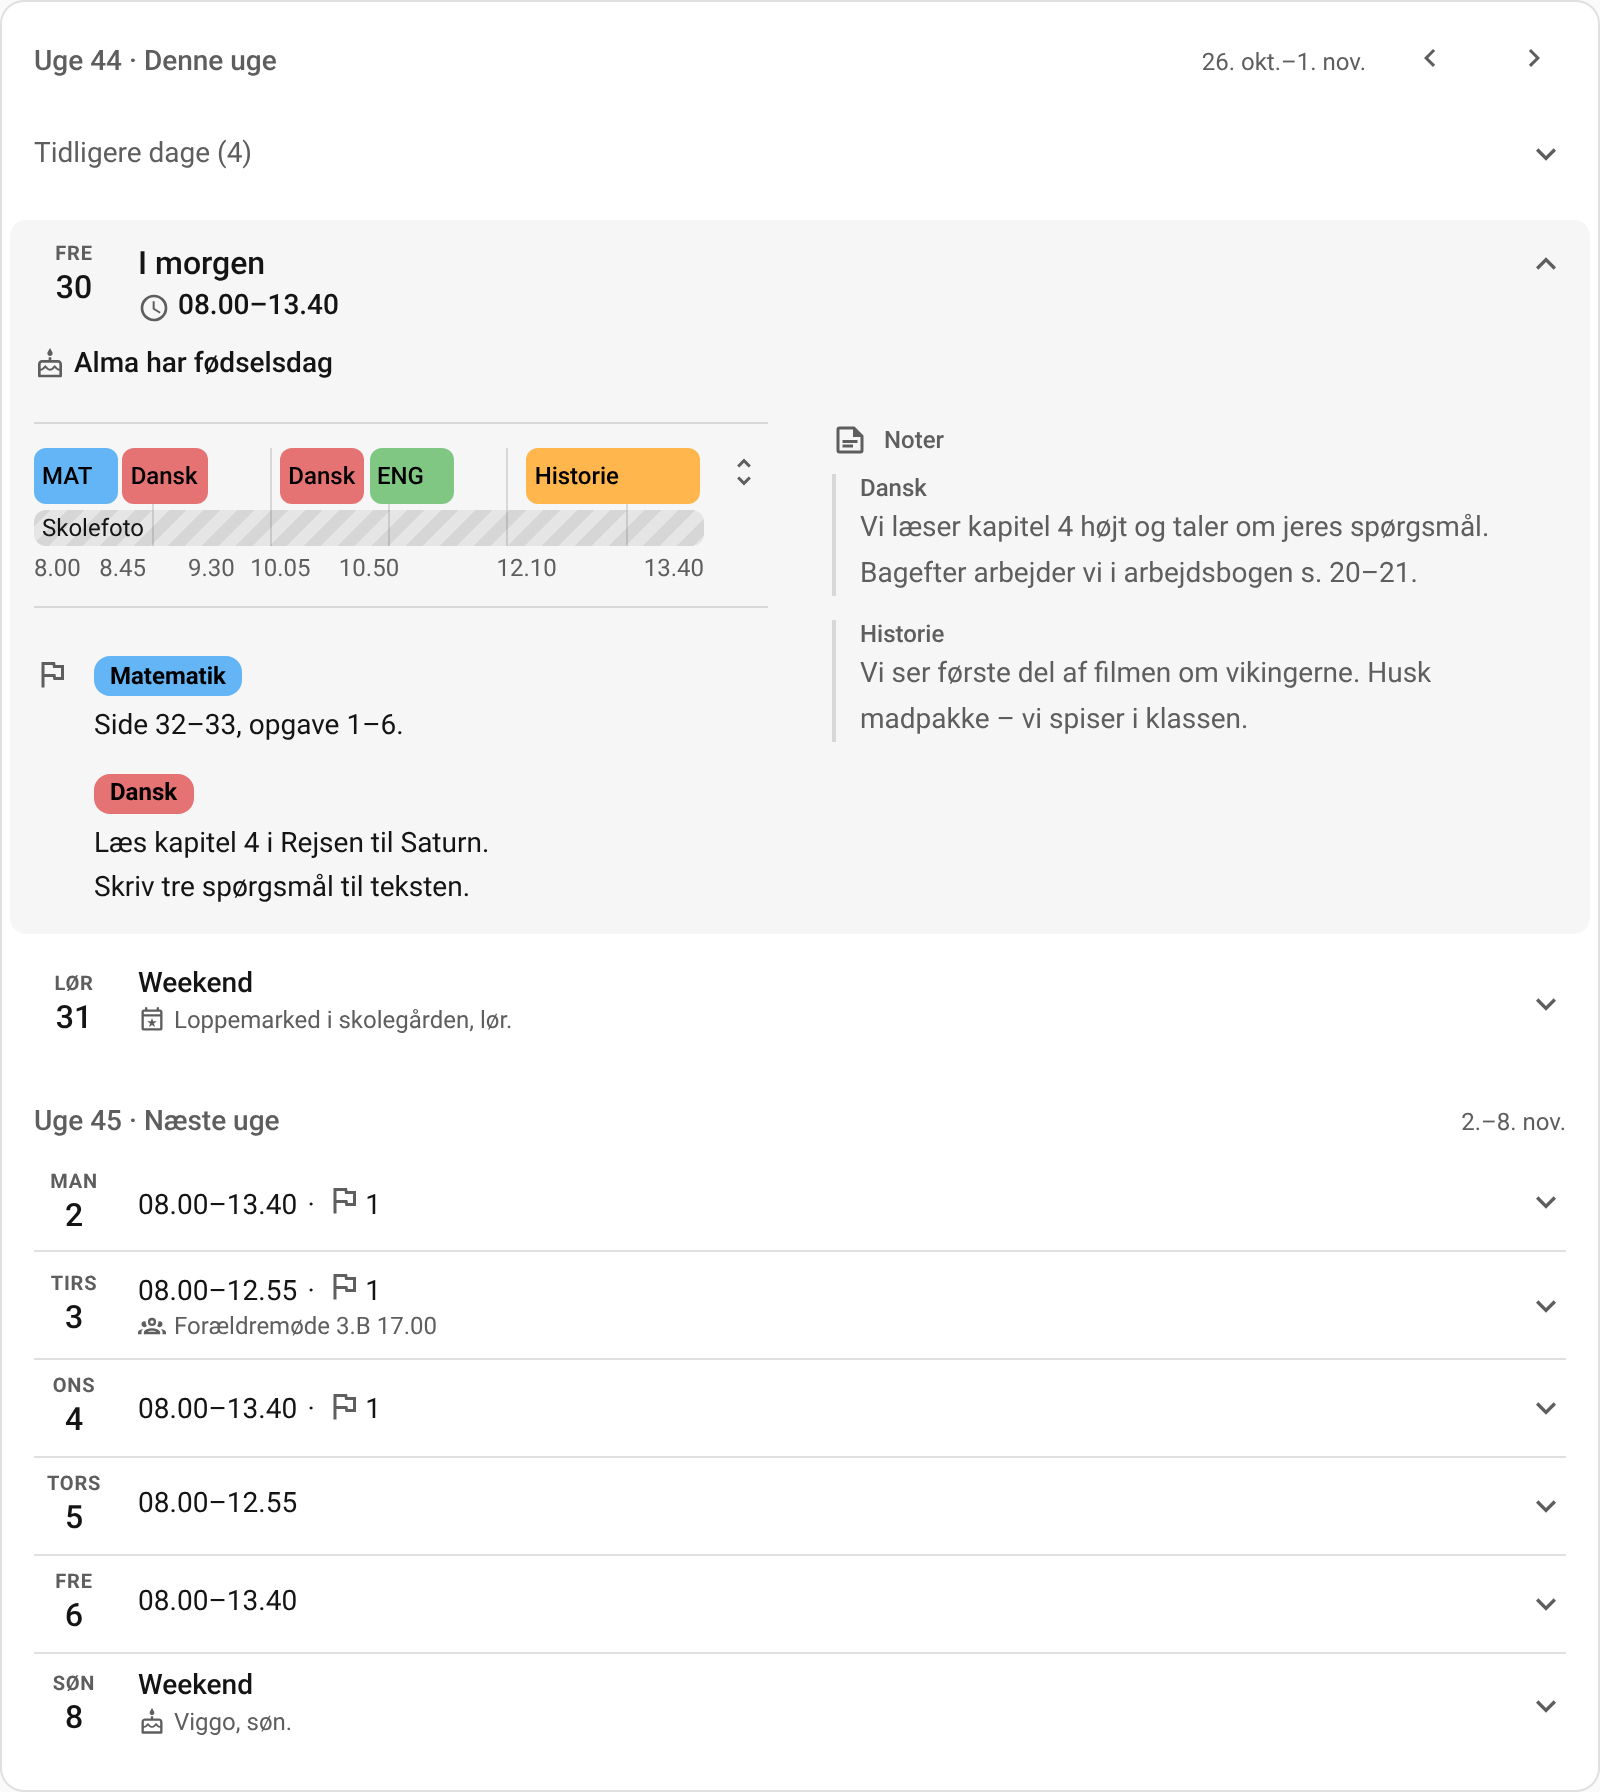 Uge 44 · Denne uge
26. okt.–1. nov.
Tidligere dage (4)
FRE
30
I morgen
08.00–13.40
Alma har fødselsdag
MAT Dansk Dansk ENG Historie
Skolefoto
8.00 8.45 9.30 10.05 10.50 12.10 13.40
Matematik
Side 32–33, opgave 1–6.
Dansk
Læs kapitel 4 i Rejsen til Saturn.
Skriv tre spørgsmål til teksten.
Noter
Dansk
Vi læser kapitel 4 højt og taler om jeres spørgsmål.
Bagefter arbejder vi i arbejdsbogen s. 20–21.
Historie
Vi ser første del af filmen om vikingerne. Husk
madpakke – vi spiser i klassen.
LØR
31
Weekend
Loppemarked i skolegården, lør.
Uge 45 · Næste uge
2.–8. nov.
MAN
2
08.00–13.40 · 1
TIRS
3
08.00–12.55 · 1
Forældremøde 3.B 17.00
ONS
4
08.00–13.40 · 1
TORS
5
08.00–12.55
FRE
6
08.00–13.40
SØN
8
Weekend
Viggo, søn.